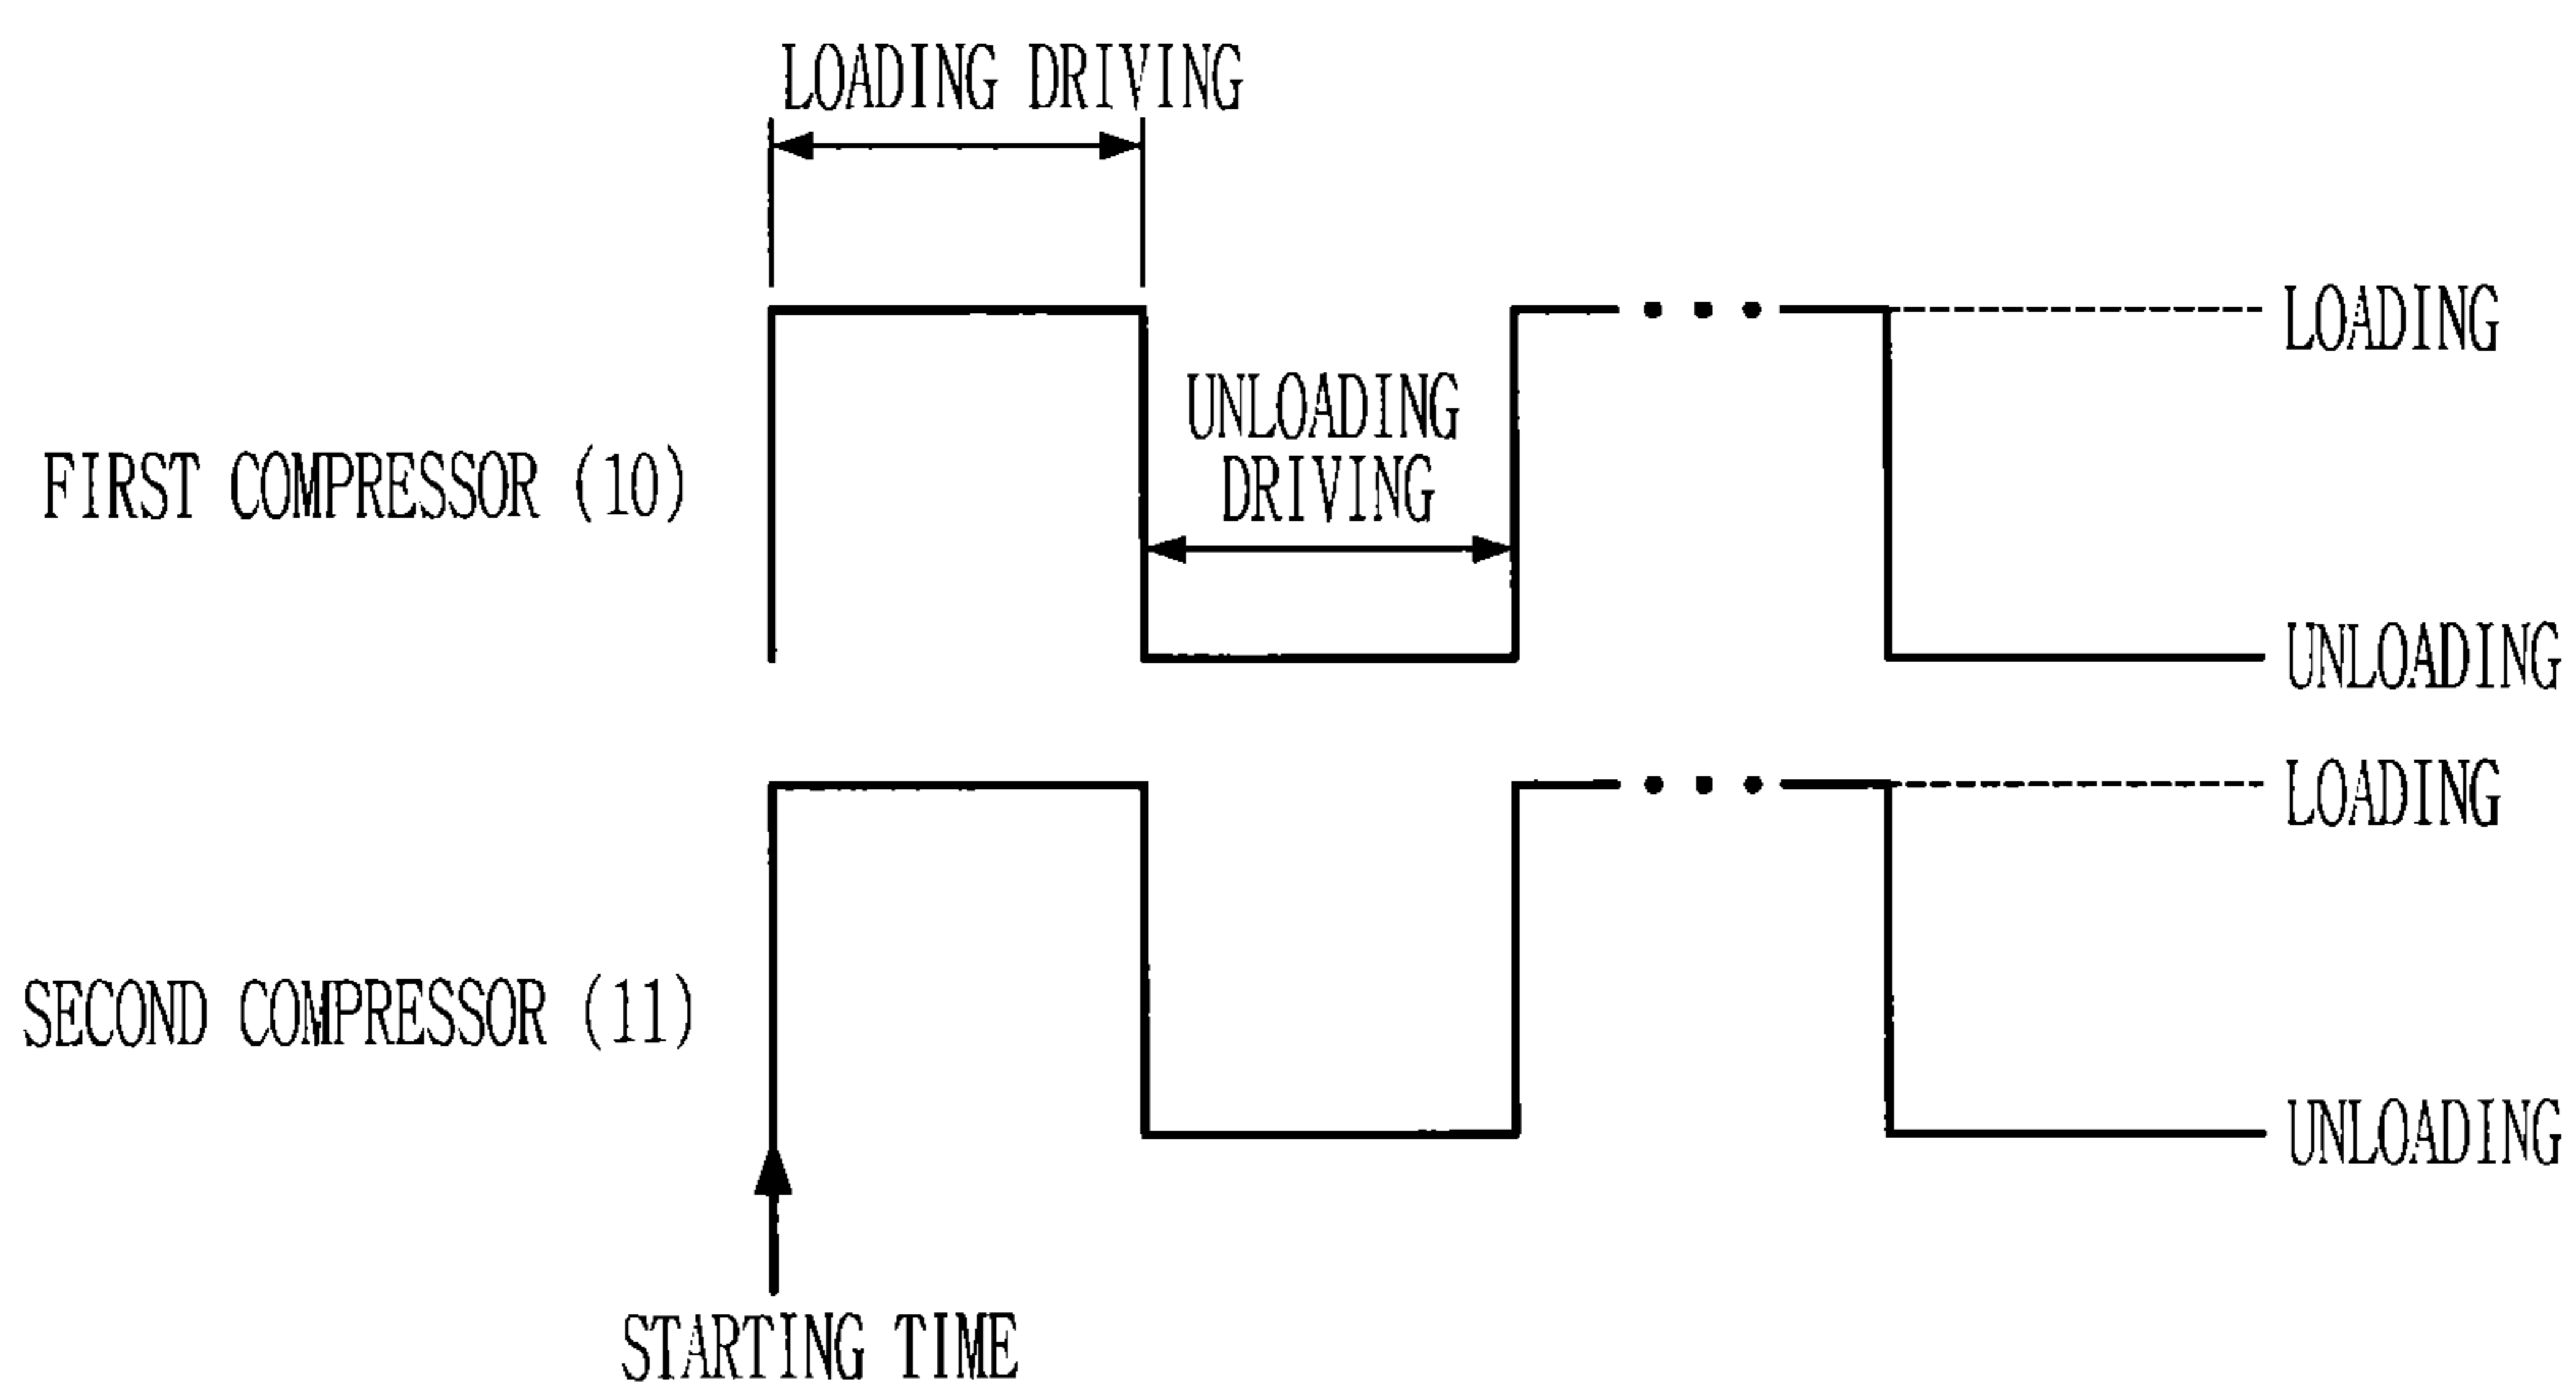 LOADING DRIVING
LOADING
UNLOADING
DRIVING
FIRST COMPRESSOR (10)
UNLOADING
LOADING
SECOND COMPRESSOR (11)
UNLOADING
STARTING TIME